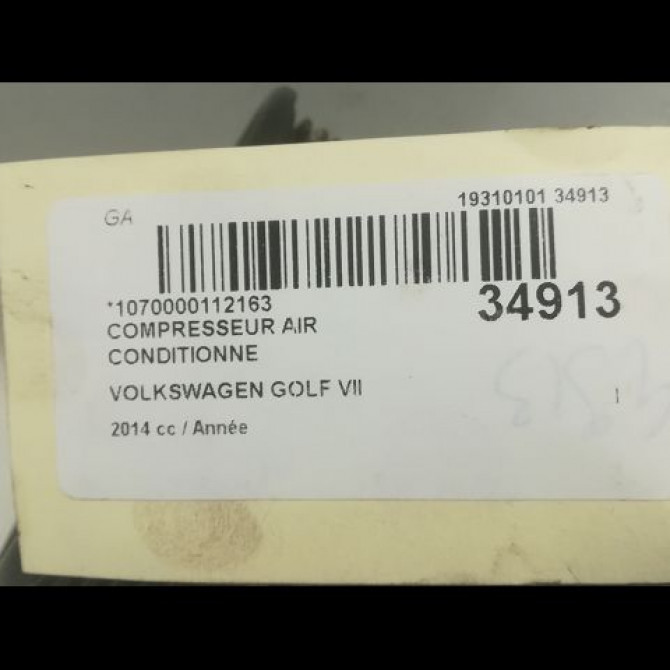 GA
19310101 34913
*1070000112163
34913
COMPRESSEUR AIR
CONDITIONNE
VOLKSWAGEN GOLF VII
2014 cc / Année